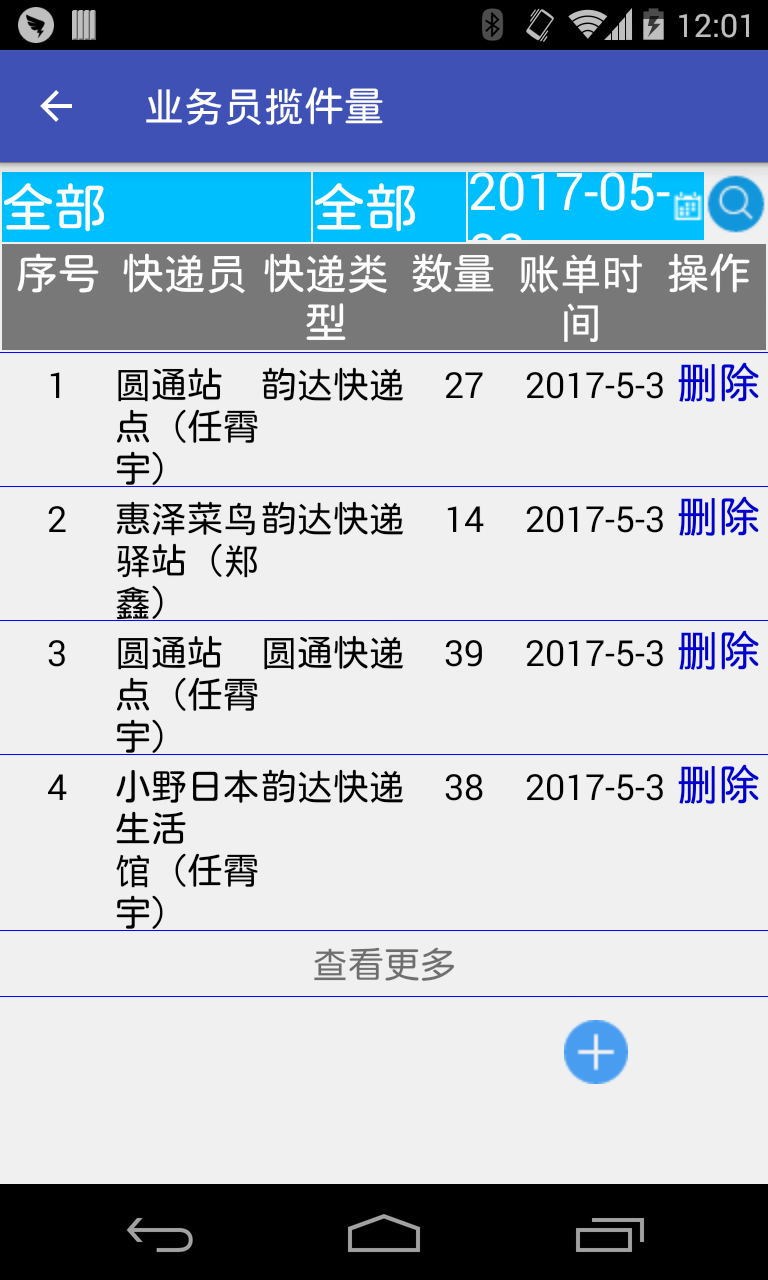 12:01
业务员揽件量
全部 全部 2017-05-
序号 快递员 快递类 数量 账单时 操作
型 间
1 圆通站 韵达快递 27 2017-5-3 删除
点（任霄
宇）
2 惠泽菜鸟 韵达快递 14 2017-5-3 删除
驿站（郑
鑫）
3 圆通站 圆通快递 39 2017-5-3 删除
点（任霄
宇）
4 小野日本 韵达快递 38 2017-5-3 删除
生活
馆（任霄
宇）
查看更多